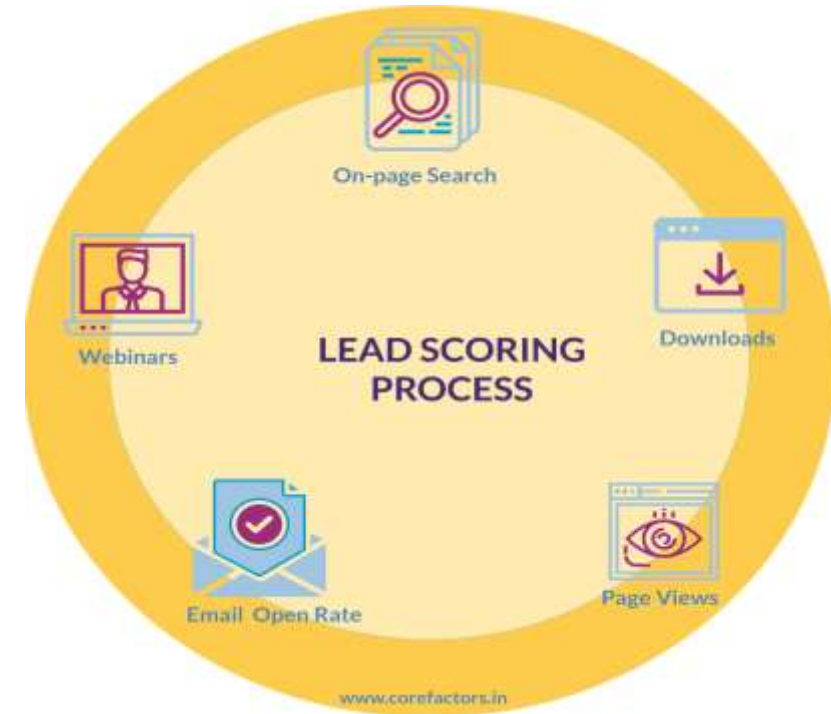 On-page Search
Webinars
Downloads
LEAD SCORING
PROCESS
Email Open Rate
Page Views
www.corefactors.in